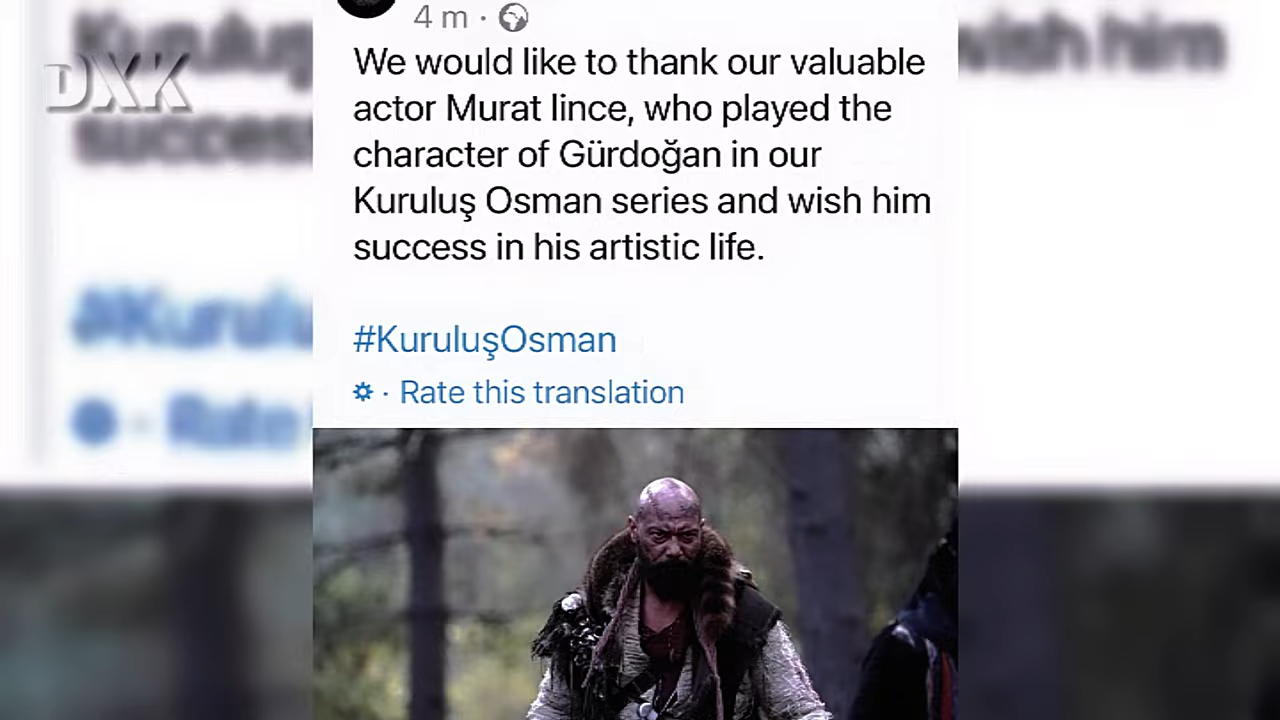 DXK
4 m ·
We would like to thank our valuable
actor Murat lince, who played the
character of Gürdoğan in our
Kuruluş Osman series and wish him
success in his artistic life.
#KuruluşOsman
· Rate this translation